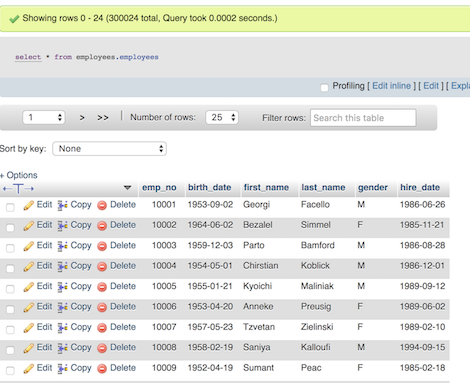 Showing rows 0 - 24 (300024 total, Query took 0.0002 seconds.)
select * from employees.employees
Profiling [ Edit inline ] [ Edit ] [ Expla
1 > >> | Number of rows: 25 Filter rows: Search this table
Sort by key: None
+ Options
←T→ emp_no birth_date first_name last_name gender hire_date
Edit Copy Delete 10001 1953-09-02 Georgi Facello M 1986-06-26
Edit Copy Delete 10002 1964-06-02 Bezalel Simmel F 1985-11-21
Edit Copy Delete 10003 1959-12-03 Parto Bamford M 1986-08-28
Edit Copy Delete 10004 1954-05-01 Chirstian Koblick M 1986-12-01
Edit Copy Delete 10005 1955-01-21 Kyoichi Maliniak M 1989-09-12
Edit Copy Delete 10006 1953-04-20 Anneke Preusig F 1989-06-02
Edit Copy Delete 10007 1957-05-23 Tzvetan Zielinski F 1989-02-10
Edit Copy Delete 10008 1958-02-19 Saniya Kalloufi M 1994-09-15
Edit Copy Delete 10009 1952-04-19 Sumant Peac F 1985-02-18